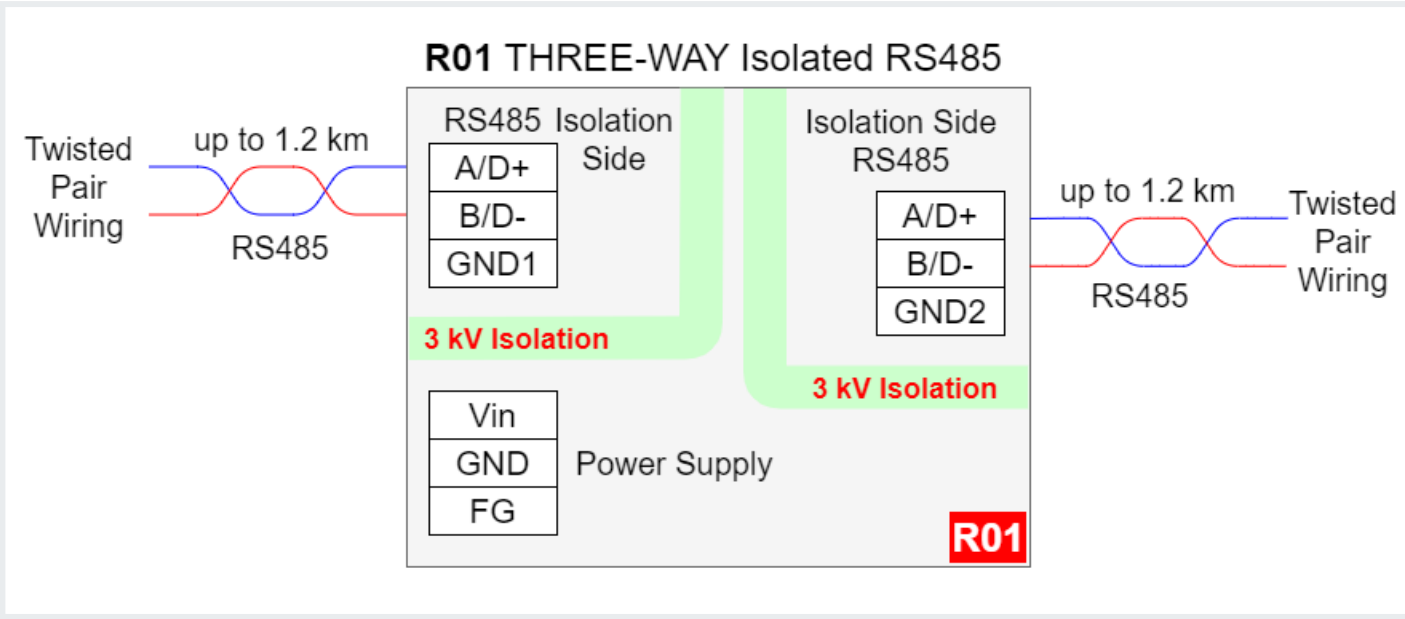 R01 THREE-WAY Isolated RS485
Twisted
Pair
Wiring
up to 1.2 km
RS485
RS485 Isolation
Side
A/D+
B/D-
GND1
3 kV Isolation
Isolation Side
RS485
A/D+
B/D-
GND2
3 kV Isolation
up to 1.2 km
RS485
Twisted
Pair
Wiring
Vin
GND
FG
Power Supply
R01